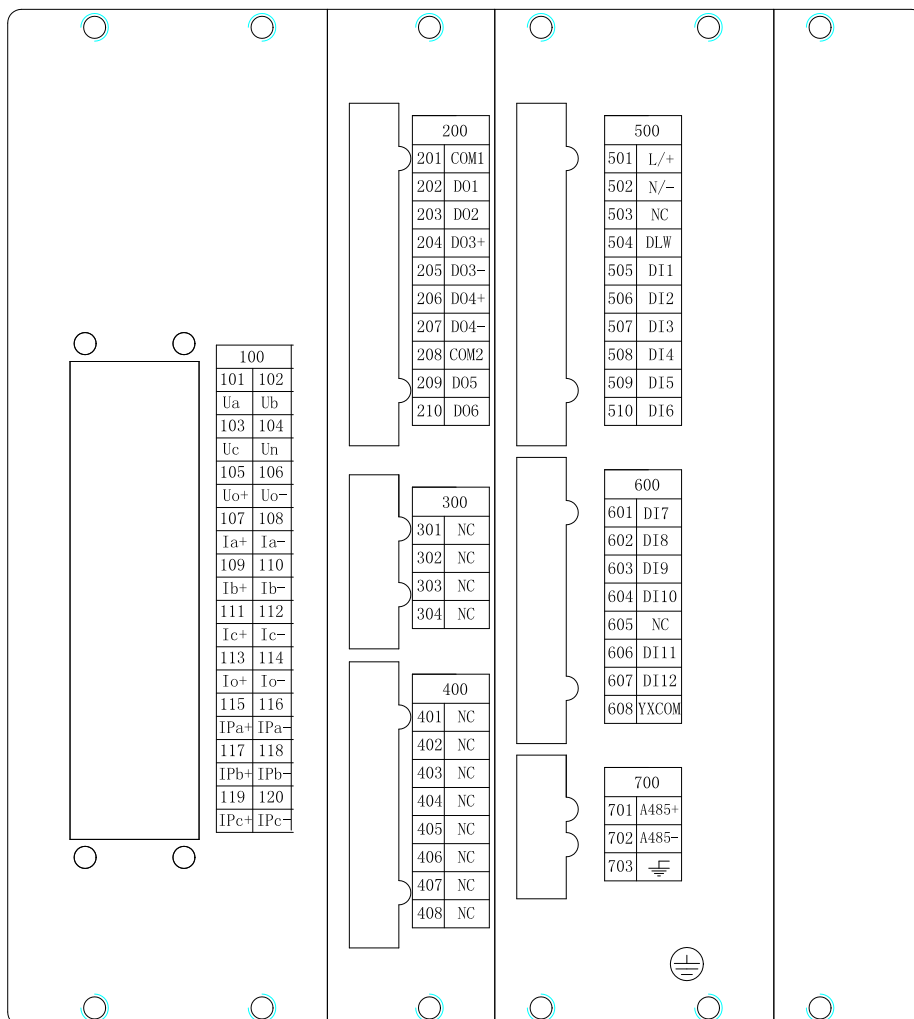 100
101 102
Ua Ub
103 104
Uc Un
105 106
Uo+ Uo-
107 108
Ia+ Ia-
109 110
Ib+ Ib-
111 112
Ic+ Ic-
113 114
Io+ Io-
115 116
IPa+ IPa-
117 118
IPb+ IPb-
119 120
IPc+ IPc-
200
201 COM1
202 DO1
203 DO2
204 DO3+
205 DO3-
206 DO4+
207 DO4-
208 COM2
209 DO5
210 DO6
300
301 NC
302 NC
303 NC
304 NC
400
401 NC
402 NC
403 NC
404 NC
405 NC
406 NC
407 NC
408 NC
500
501 L/+
502 N/-
503 NC
504 DLW
505 DI1
506 DI2
507 DI3
508 DI4
509 DI5
510 DI6
600
601 DI7
602 DI8
603 DI9
604 DI10
605 NC
606 DI11
607 DI12
608 YXCOM
700
701 A485+
702 A485-
703